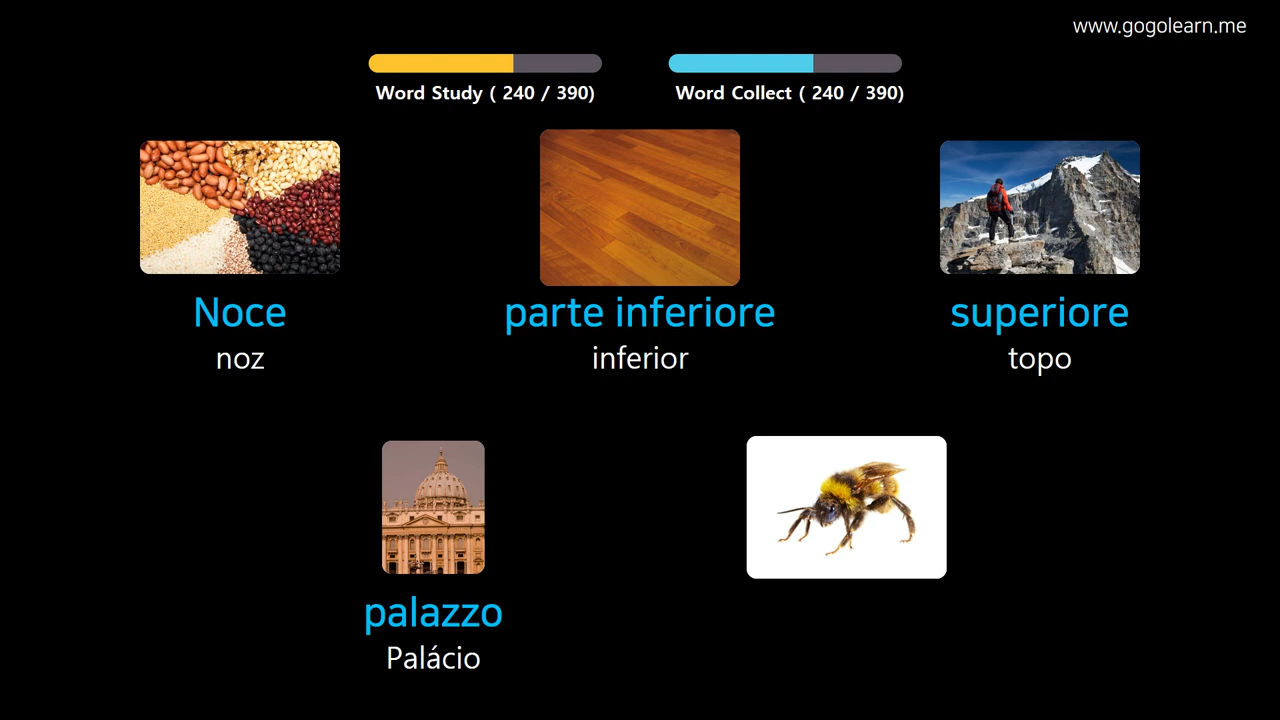 www.gogolearn.me
Word Study ( 240 / 390)
Word Collect ( 240 / 390)
Noce
noz
parte inferiore
inferior
superiore
topo
palazzo
Palácio